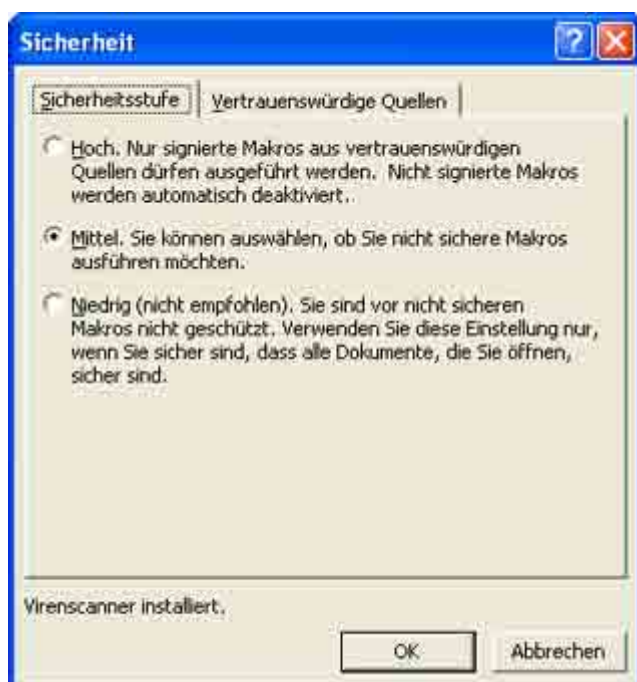 Sicherheit
Sicherheitsstufe
Vertrauenswürdige Quellen
Hoch. Nur signierte Makros aus vertrauenswürdigen
Quellen dürfen ausgeführt werden. Nicht signierte Makros
werden automatisch deaktiviert.
Mittel. Sie können auswählen, ob Sie nicht sichere Makros
ausführen möchten.
Niedrig (nicht empfohlen). Sie sind vor nicht sicheren
Makros nicht geschützt. Verwenden Sie diese Einstellung nur,
wenn Sie sicher sind, dass alle Dokumente, die Sie öffnen,
sicher sind.
Virenscanner installiert.
OK
Abbrechen